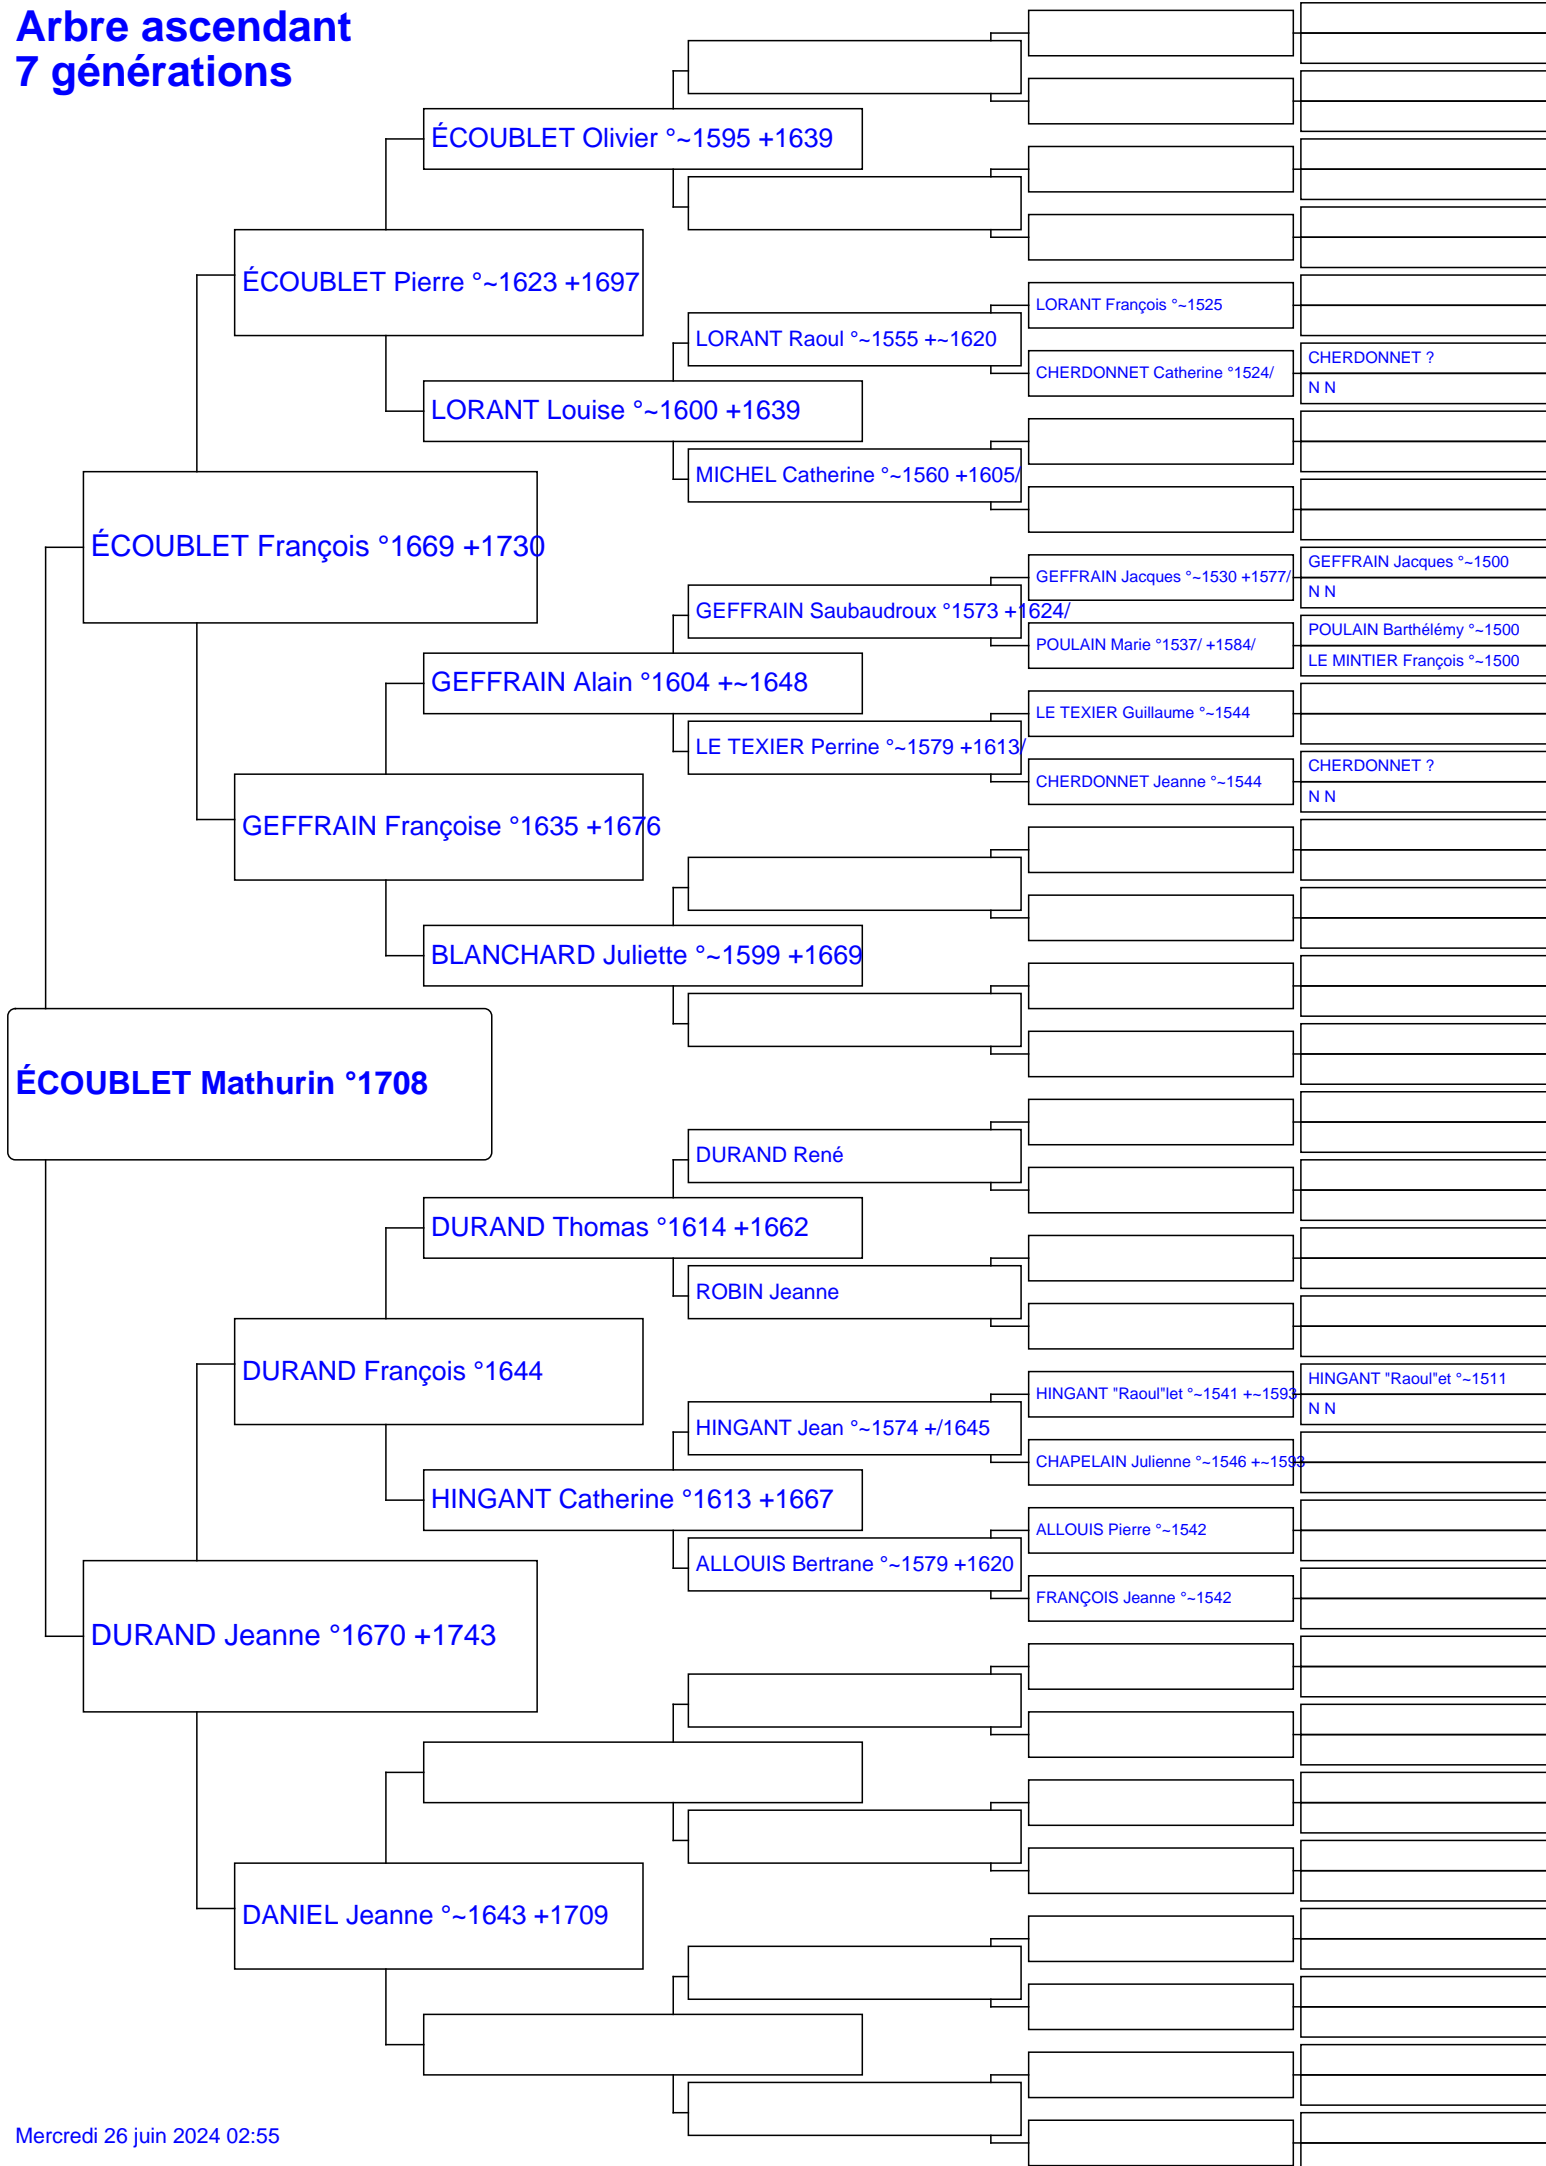 Arbre ascendant
7 générations
ÉCOUBLET Olivier °~1595 +1639
ÉCOUBLET Pierre °~1623 +1697
LORANT François °~1525
LORANT Raoul °~1555 +~1620
CHERDONNET ?
CHERDONNET Catherine °1524/
N N
LORANT Louise °~1600 +1639
MICHEL Catherine °~1560 +1605/
ÉCOUBLET François °1669 +1730
GEFFRAIN Jacques °~1500
GEFFRAIN Jacques °~1530 +1577/
N N
GEFFRAIN Saubaudroux °1573 +1624/
POULAIN Barthélémy °~1500
POULAIN Marie °1537/ +1584/
LE MINTIER François °~1500
GEFFRAIN Alain °1604 +~1648
LE TEXIER Guillaume °~1544
LE TEXIER Perrine °~1579 +1613/
CHERDONNET ?
CHERDONNET Jeanne °~1544
N N
GEFFRAIN Françoise °1635 +1676
BLANCHARD Juliette °~1599 +1669
ÉCOUBLET Mathurin °1708
DURAND René
DURAND Thomas °1614 +1662
ROBIN Jeanne
DURAND François °1644
HINGANT "Raoul"et °~1511
HINGANT "Raoul"let °~1541 +~1593
N N
HINGANT Jean °~1574 +/1645
CHAPELAIN Julienne °~1546 +~1593
HINGANT Catherine °1613 +1667
ALLOUIS Pierre °~1542
ALLOUIS Bertrane °~1579 +1620
FRANÇOIS Jeanne °~1542
DURAND Jeanne °1670 +1743
DANIEL Jeanne °~1643 +1709
Mercredi 26 juin 2024 02:55